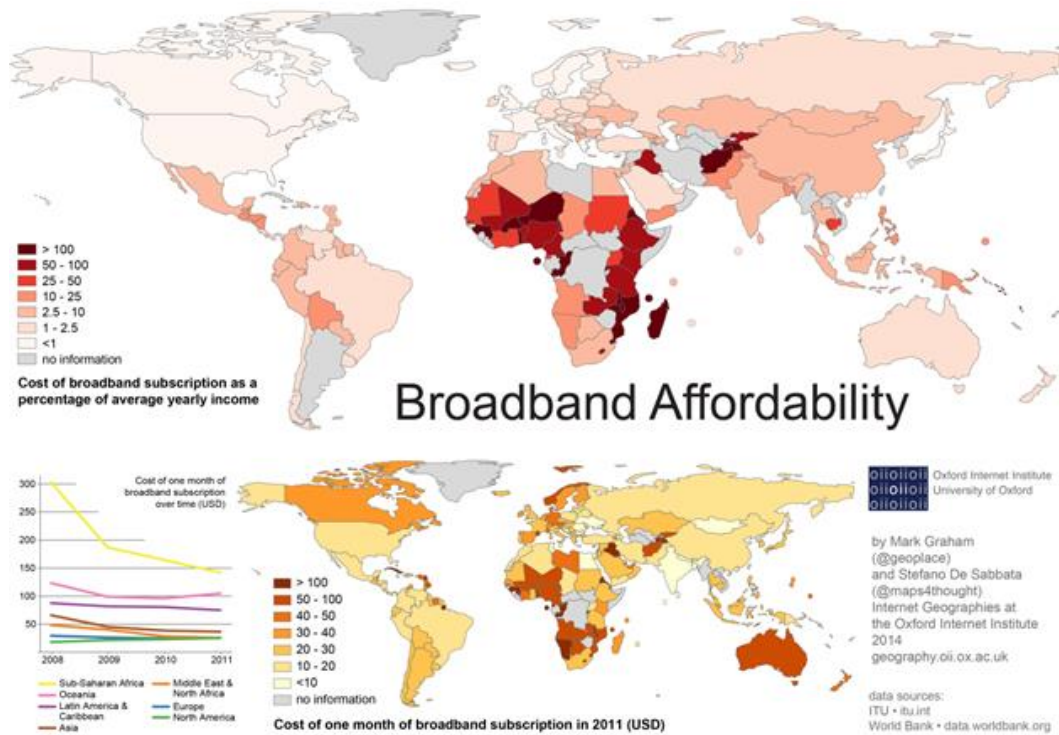 > 100
50 - 100
25 - 50
10 - 25
2.5 - 10
1 - 2.5
<1
no information
Cost of broadband subscription as a
percentage of average yearly income
Broadband Affordability
Cost of one month of
broadband subscription
over time (USD)
300
250
200
150
100
50
2008
2009
2010
2011
Sub-Saharan Africa
Oceania
Latin America &
Caribbean
Asia
Middle East &
North Africa
Europe
North America
> 100
50 - 100
40 - 50
30 - 40
20 - 30
10 - 20
<10
no information
Cost of one month of broadband subscription in 2011 (USD)
oiioiioii
oiiOiioii
oiioiioii
Oxford Internet Institute
University of Oxford
by Mark Graham
(@geoplace)
and Stefano De Sabbata
(@maps4thought)
Internet Geographies at
the Oxford Internet Institute
2014
geography.oii.ox.ac.uk
data sources:
ITU • itu.int
World Bank • data.worldbank.org